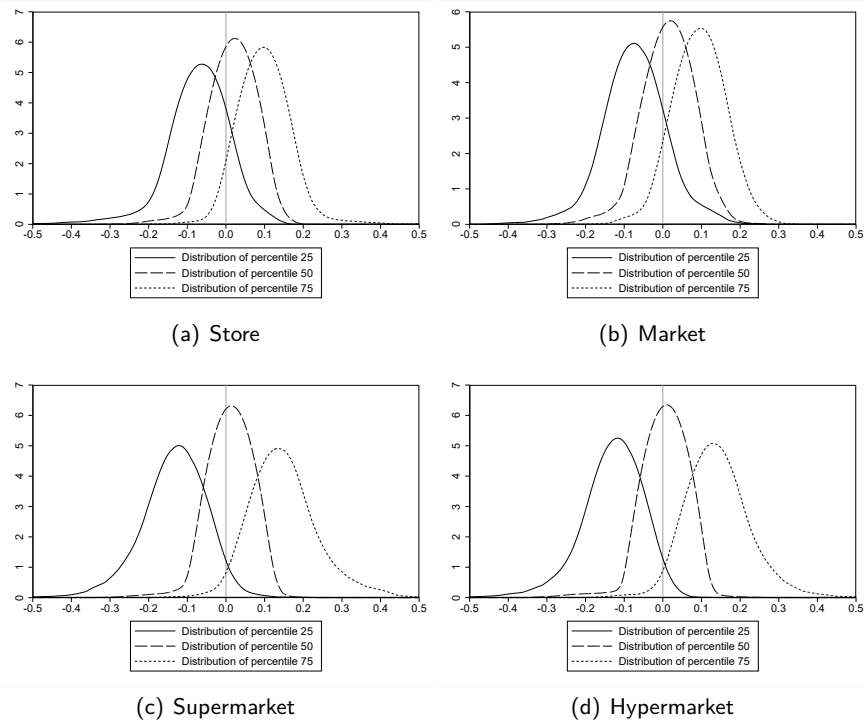 7
6
5
4
3
2
1
0
-0.5 -0.4 -0.3 -0.2 -0.1 0.0 0.1 0.2 0.3 0.4 0.5
Distribution of percentile 25
Distribution of percentile 50
Distribution of percentile 75
(a) Store
6
5
4
3
2
1
0
-0.5 -0.4 -0.3 -0.2 -0.1 0.0 0.1 0.2 0.3 0.4 0.5
Distribution of percentile 25
Distribution of percentile 50
Distribution of percentile 75
(b) Market
7
6
5
4
3
2
1
0
-0.5 -0.4 -0.3 -0.2 -0.1 0.0 0.1 0.2 0.3 0.4 0.5
Distribution of percentile 25
Distribution of percentile 50
Distribution of percentile 75
(c) Supermarket
7
6
5
4
3
2
1
0
-0.5 -0.4 -0.3 -0.2 -0.1 0.0 0.1 0.2 0.3 0.4 0.5
Distribution of percentile 25
Distribution of percentile 50
Distribution of percentile 75
(d) Hypermarket